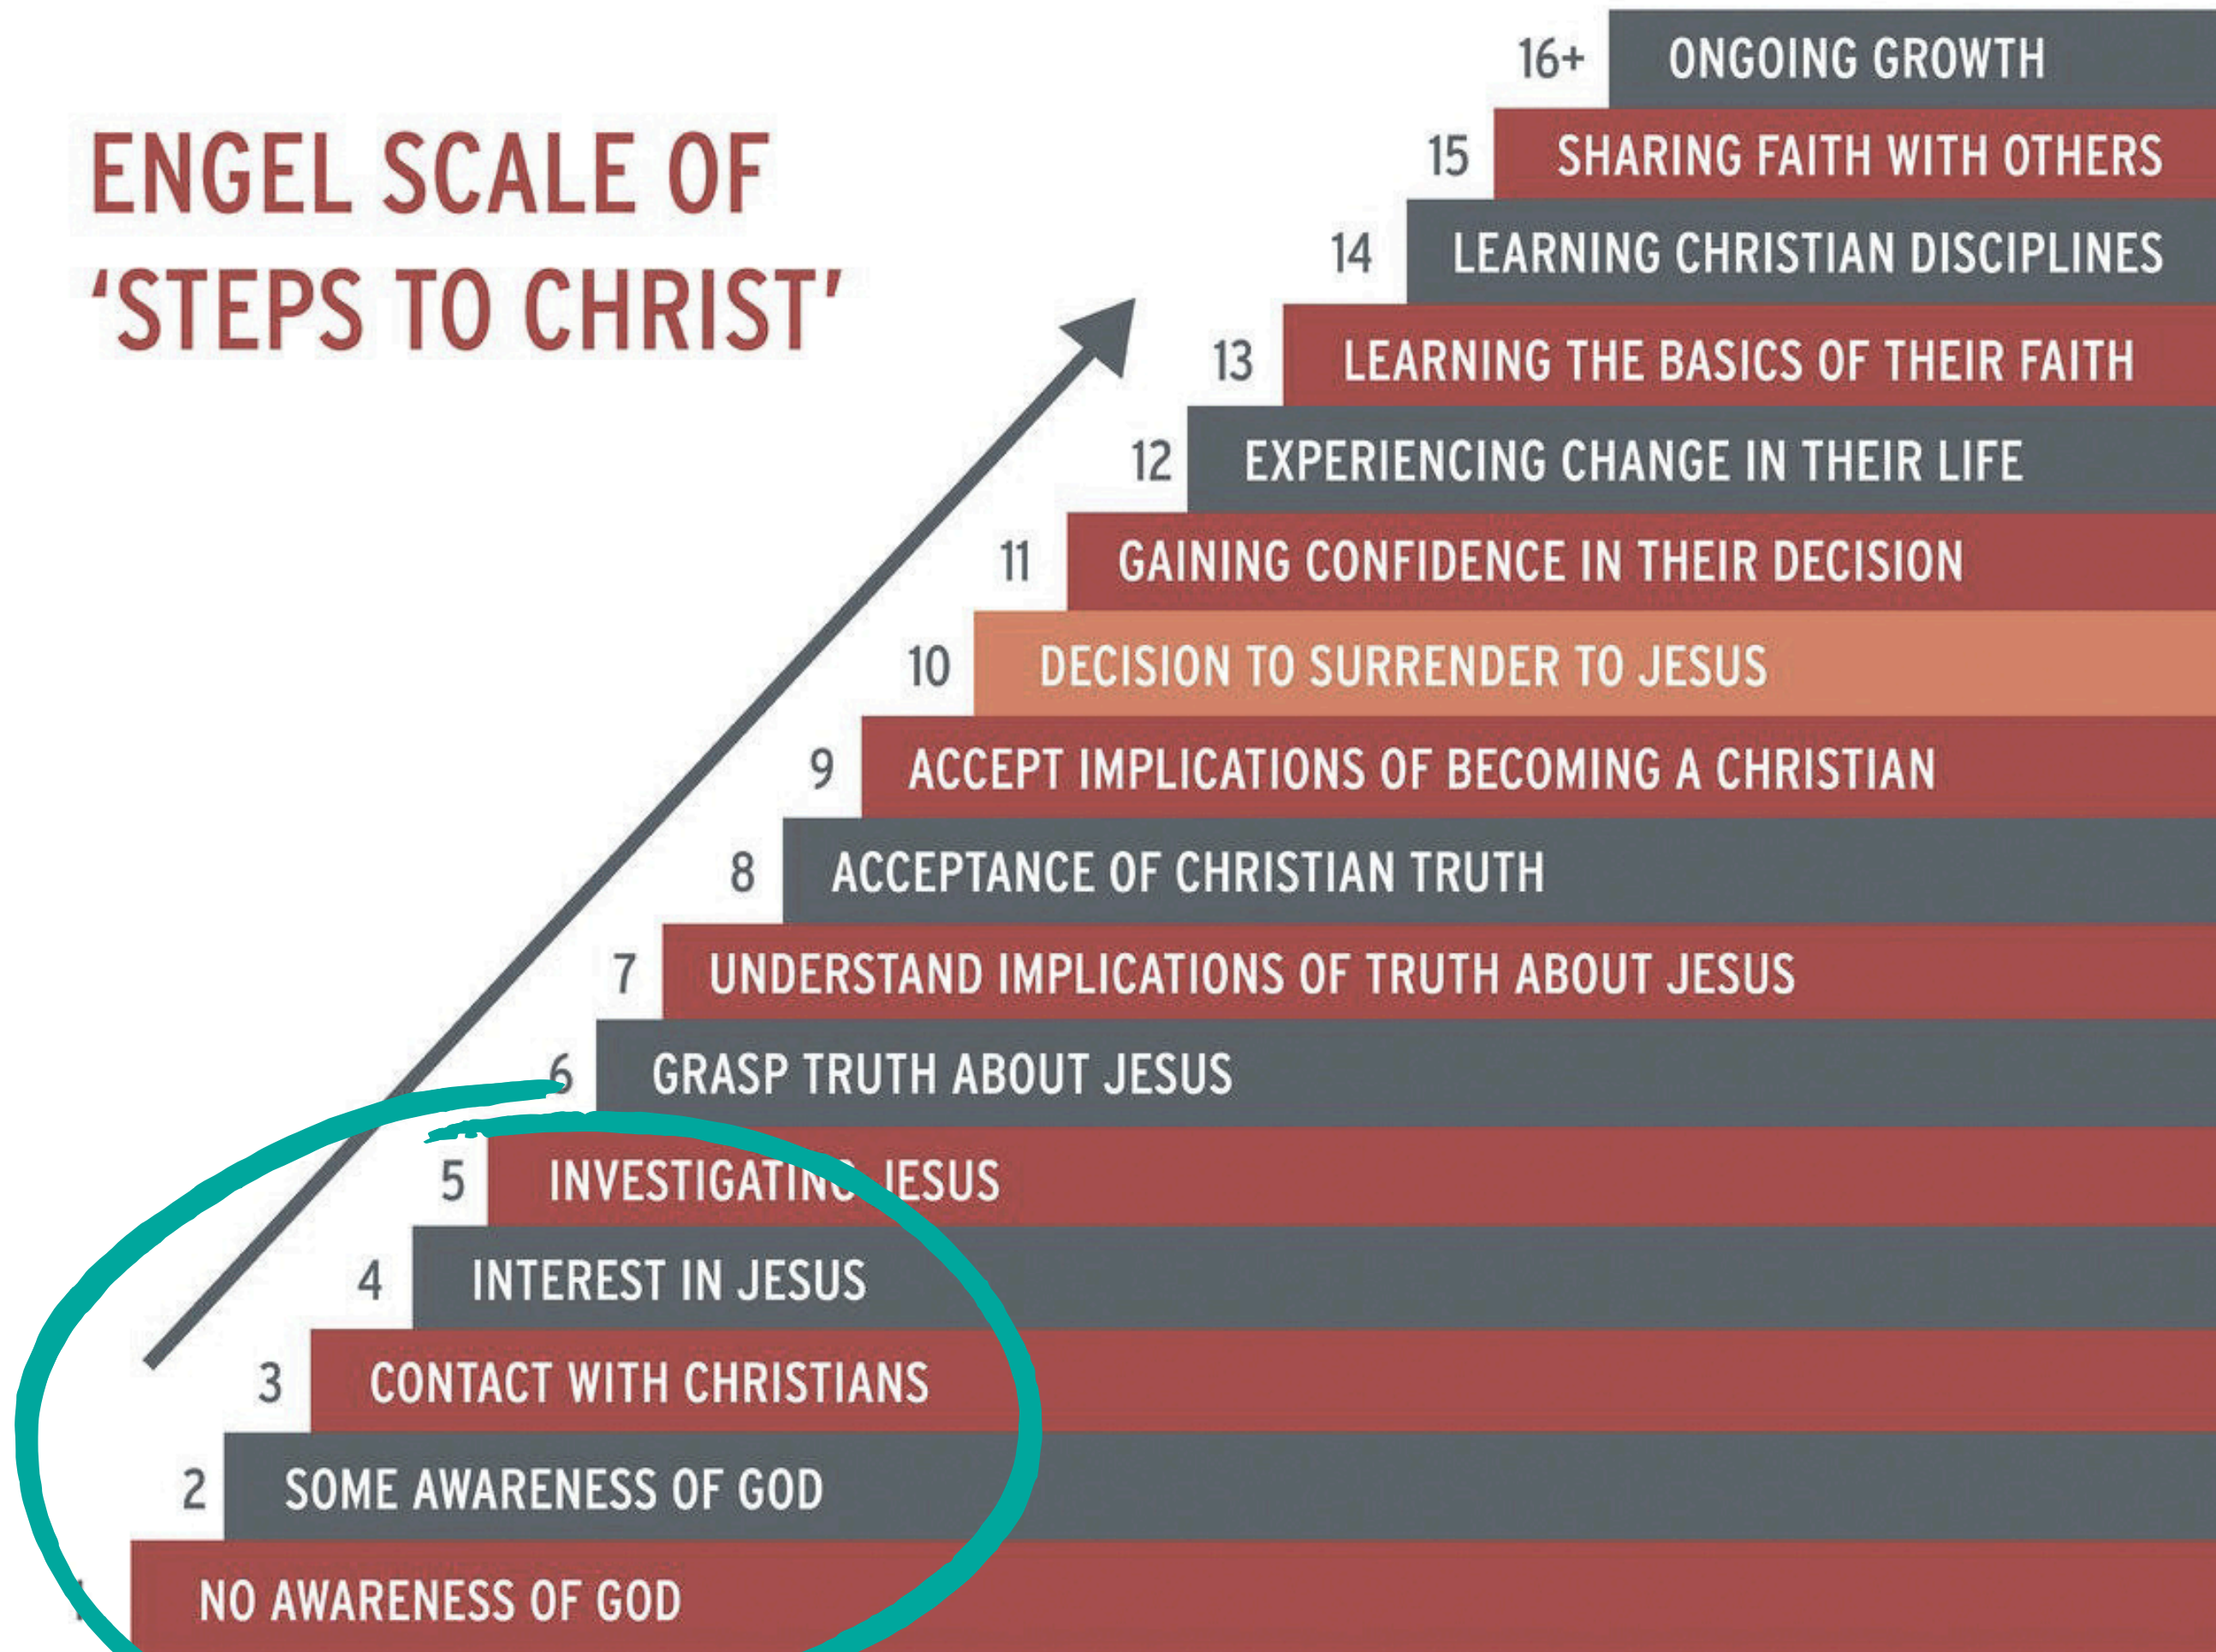 ENGEL SCALE OF
‘STEPS TO CHRIST’
16+ ONGOING GROWTH
15 SHARING FAITH WITH OTHERS
14 LEARNING CHRISTIAN DISCIPLINES
13 LEARNING THE BASICS OF THEIR FAITH
12 EXPERIENCING CHANGE IN THEIR LIFE
11 GAINING CONFIDENCE IN THEIR DECISION
10 DECISION TO SURRENDER TO JESUS
9 ACCEPT IMPLICATIONS OF BECOMING A CHRISTIAN
8 ACCEPTANCE OF CHRISTIAN TRUTH
7 UNDERSTAND IMPLICATIONS OF TRUTH ABOUT JESUS
6 GRASP TRUTH ABOUT JESUS
5 INVESTIGATING JESUS
4 INTEREST IN JESUS
3 CONTACT WITH CHRISTIANS
2 SOME AWARENESS OF GOD
1 NO AWARENESS OF GOD